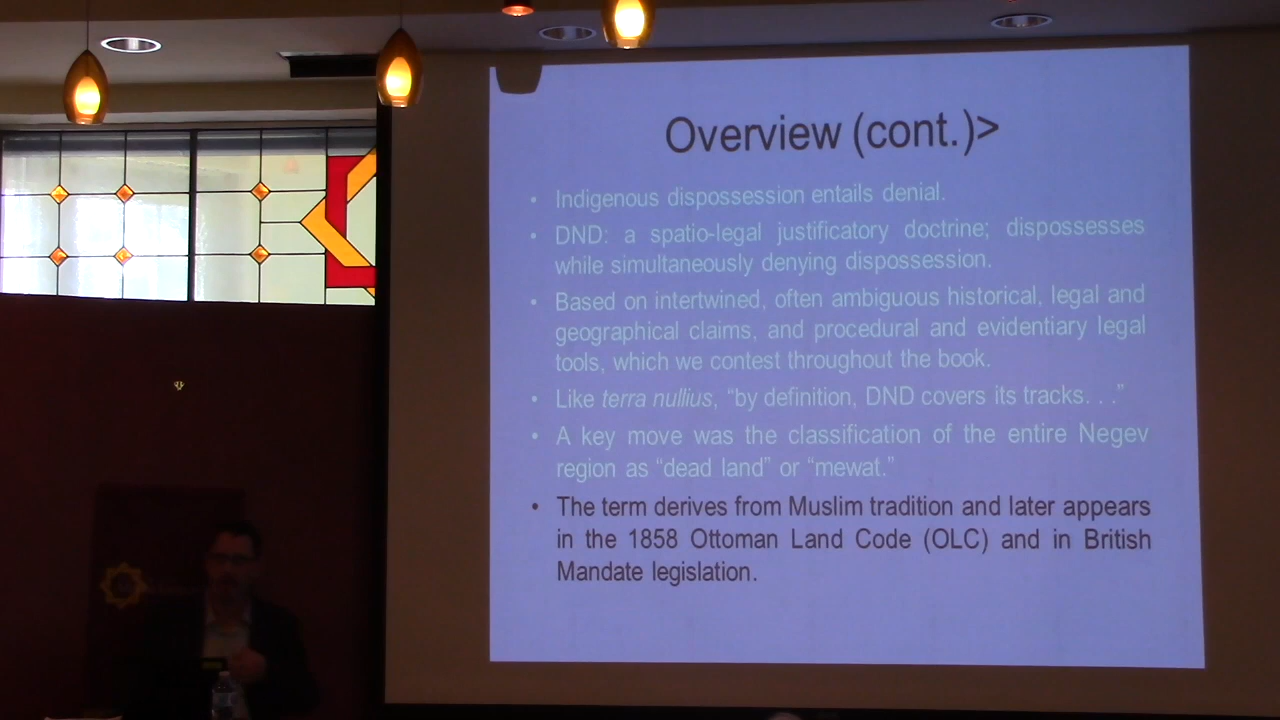 Overview (cont.)>
• Indigenous dispossession entails denial.
• DND: a spatio-legal justificatory doctrine; dispossesses
while simultaneously denying dispossession.
• Based on intertwined, often ambiguous historical, legal and
geographical claims, and procedural and evidentiary legal
tools, which we contest throughout the book.
• Like terra nullius, “by definition, DND covers its tracks. . .”
• A key move was the classification of the entire Negev
region as “dead land” or “mewat.”
• The term derives from Muslim tradition and later appears
in the 1858 Ottoman Land Code (OLC) and in British
Mandate legislation.